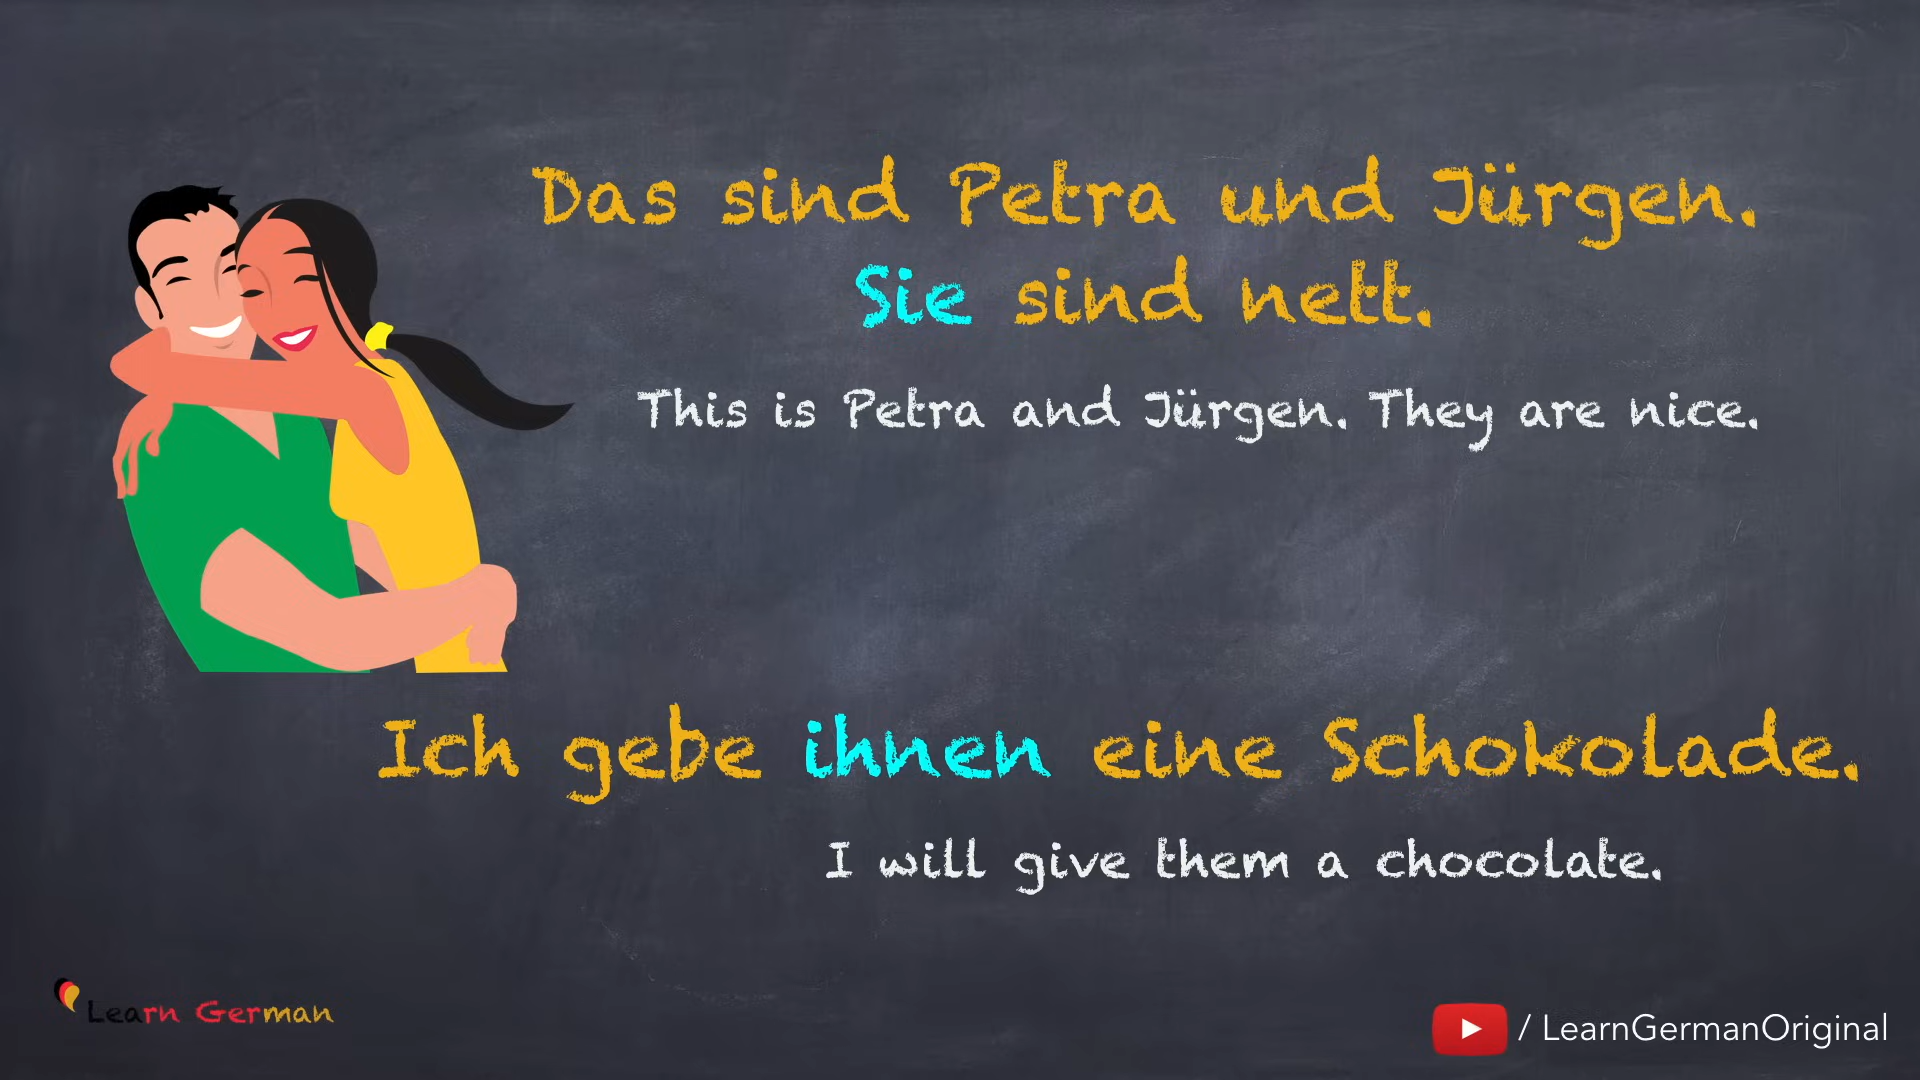 Das sind Petra und Jürgen.
Sie sind nett.
This is Petra and Jürgen. They are nice.
Ich gebe ihnen eine Schokolade.
I will give them a chocolate.
Learn German
/ LearnGermanOriginal